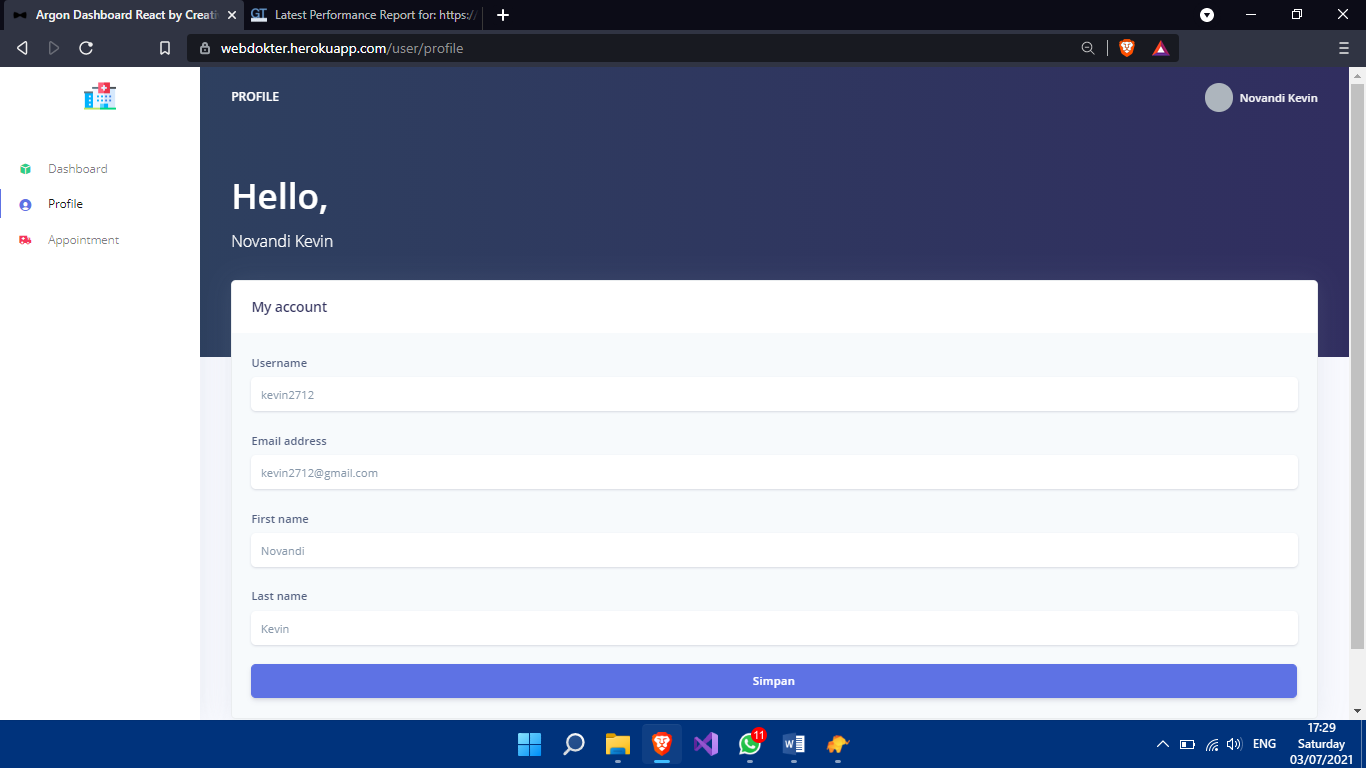 Argon Dashboard React by Creati
GT Latest Performance Report for: https:/
webdokter.herokuapp.com/user/profile
PROFILE
Novandi Kevin
Dashboard
Profile
Appointment
Hello,
Novandi Kevin
My account
Username
kevin2712
Email address
kevin2712@gmail.com
First name
Novandi
Last name
Kevin
Simpan
11
W
ENG
17:29
Saturday
03/07/2021